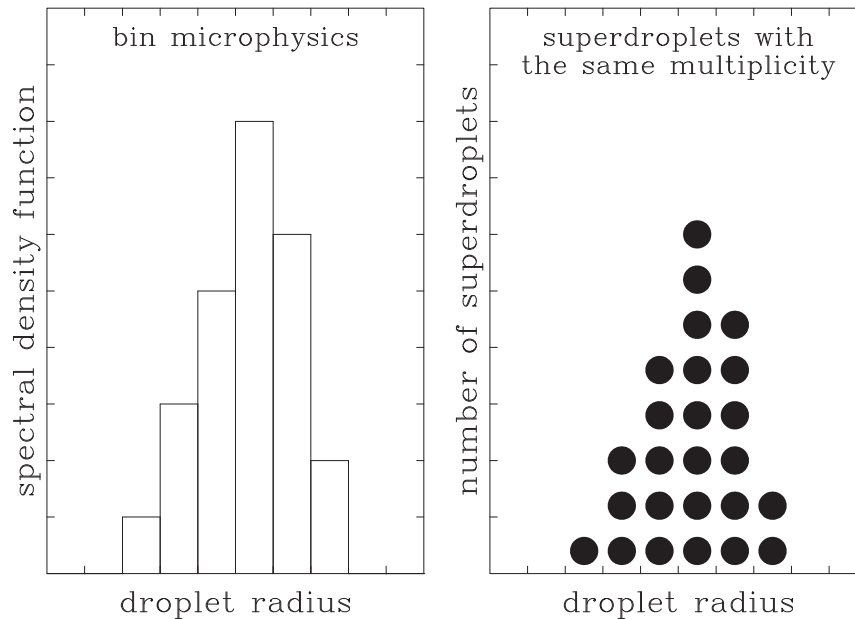 bin microphysics
spectral density function
droplet radius
superdroplets with
the same multiplicity
number of superdroplets
droplet radius